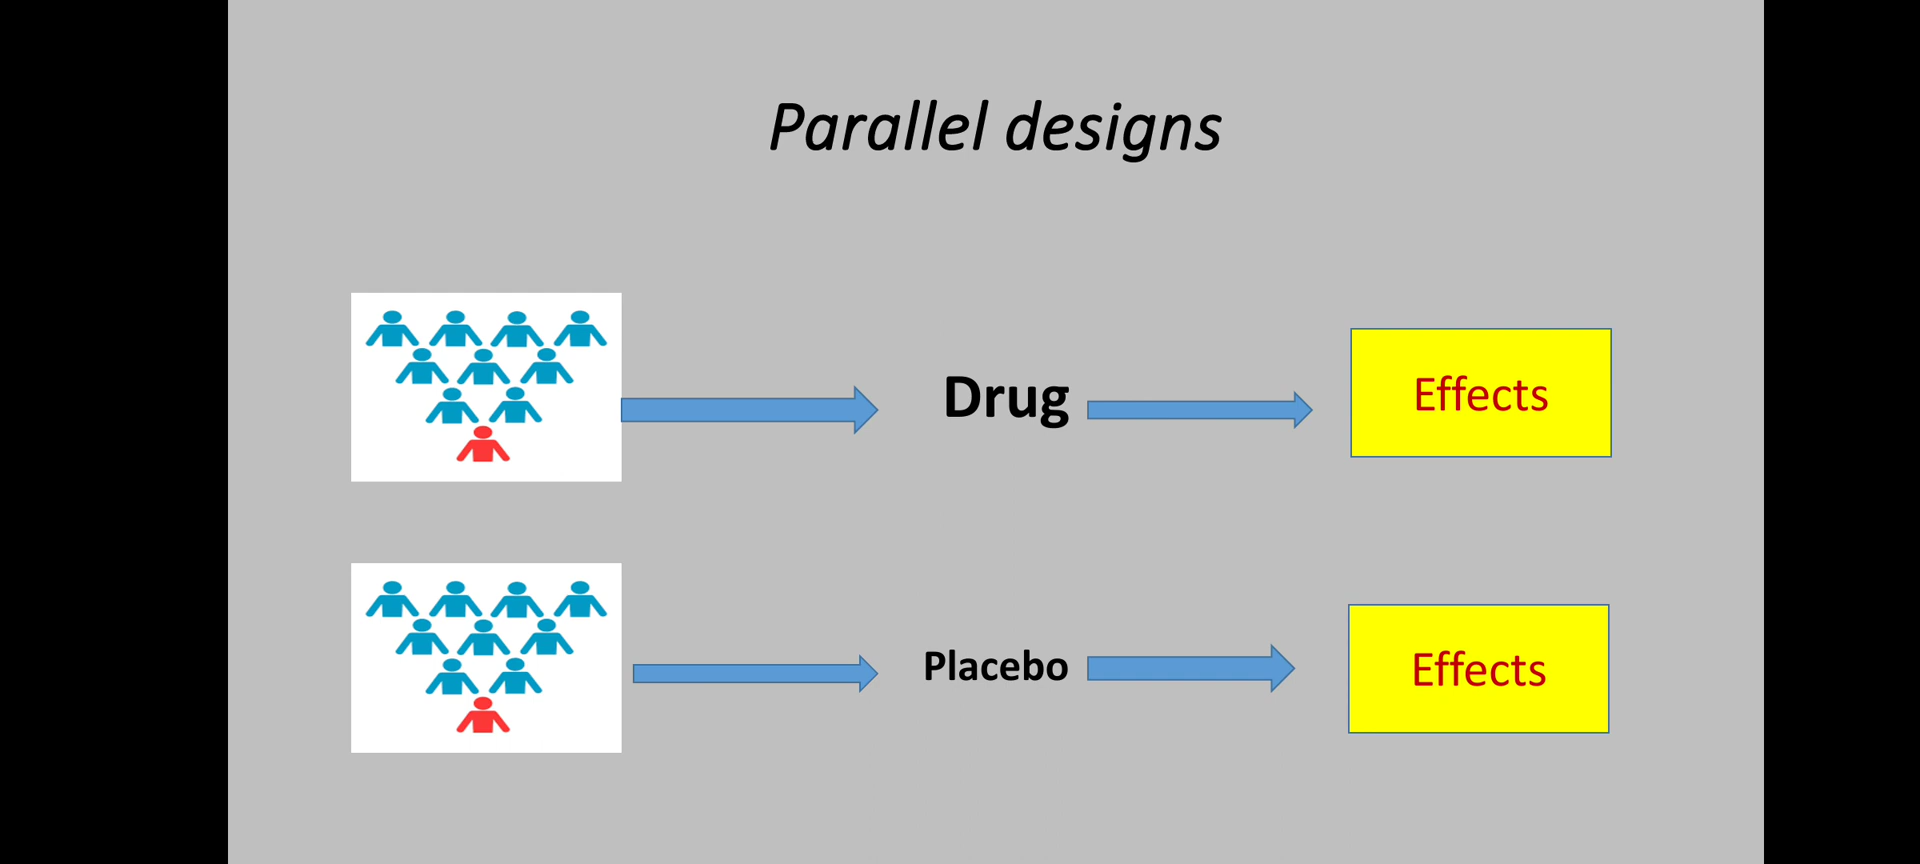 Parallel designs
Drug
Effects
Placebo
Effects